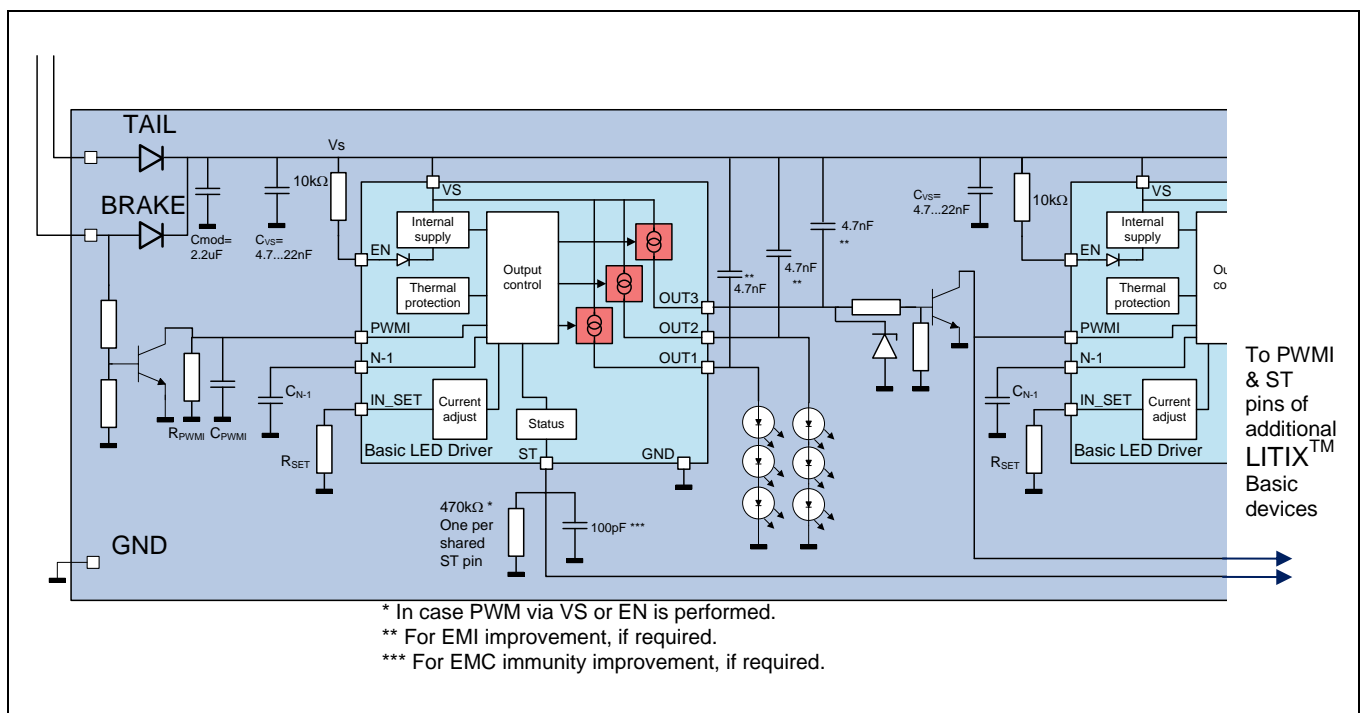 TAIL
BRAKE
Vs
10kΩ
Cmod=
2.2uF
CVS=
4.7...22nF
VS
EN
Internal
supply
Thermal
protection
Output
control
PWMI
N-1
IN_SET
Current
adjust
Status
Basic LED Driver
ST
GND
OUT3
OUT2
OUT1
RPWMI
CPWMI
CN-1
RSET
4.7nF
**
4.7nF
**
**
4.7nF
470kΩ *
One per
shared
ST pin
100pF ***
CVS=
4.7...22nF
10kΩ
VS
EN
Internal
supply
Thermal
protection
Ou
co
PWMI
N-1
IN_SET
Current
adjust
Basic LED Driver
CN-1
RSET
To PWMI
& ST
pins of
additional
LITIX™
Basic
devices
GND
* In case PWM via VS or EN is performed.
** For EMI improvement, if required.
*** For EMC immunity improvement, if required.